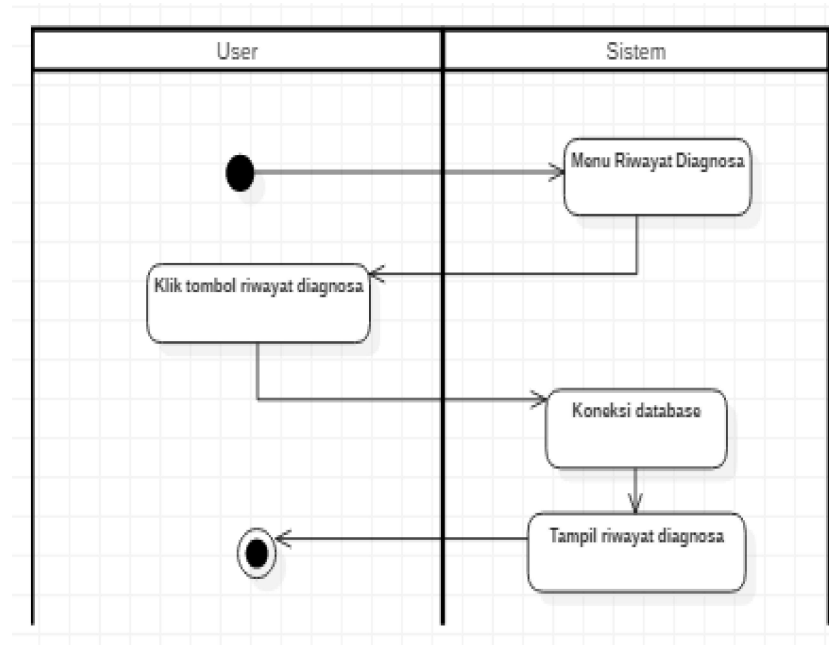 User
Sistem
Menu Riwayat Diagnosa
Klik tombol riwayat diagnosa
Koneksi database
Tampil riwayat diagnosa